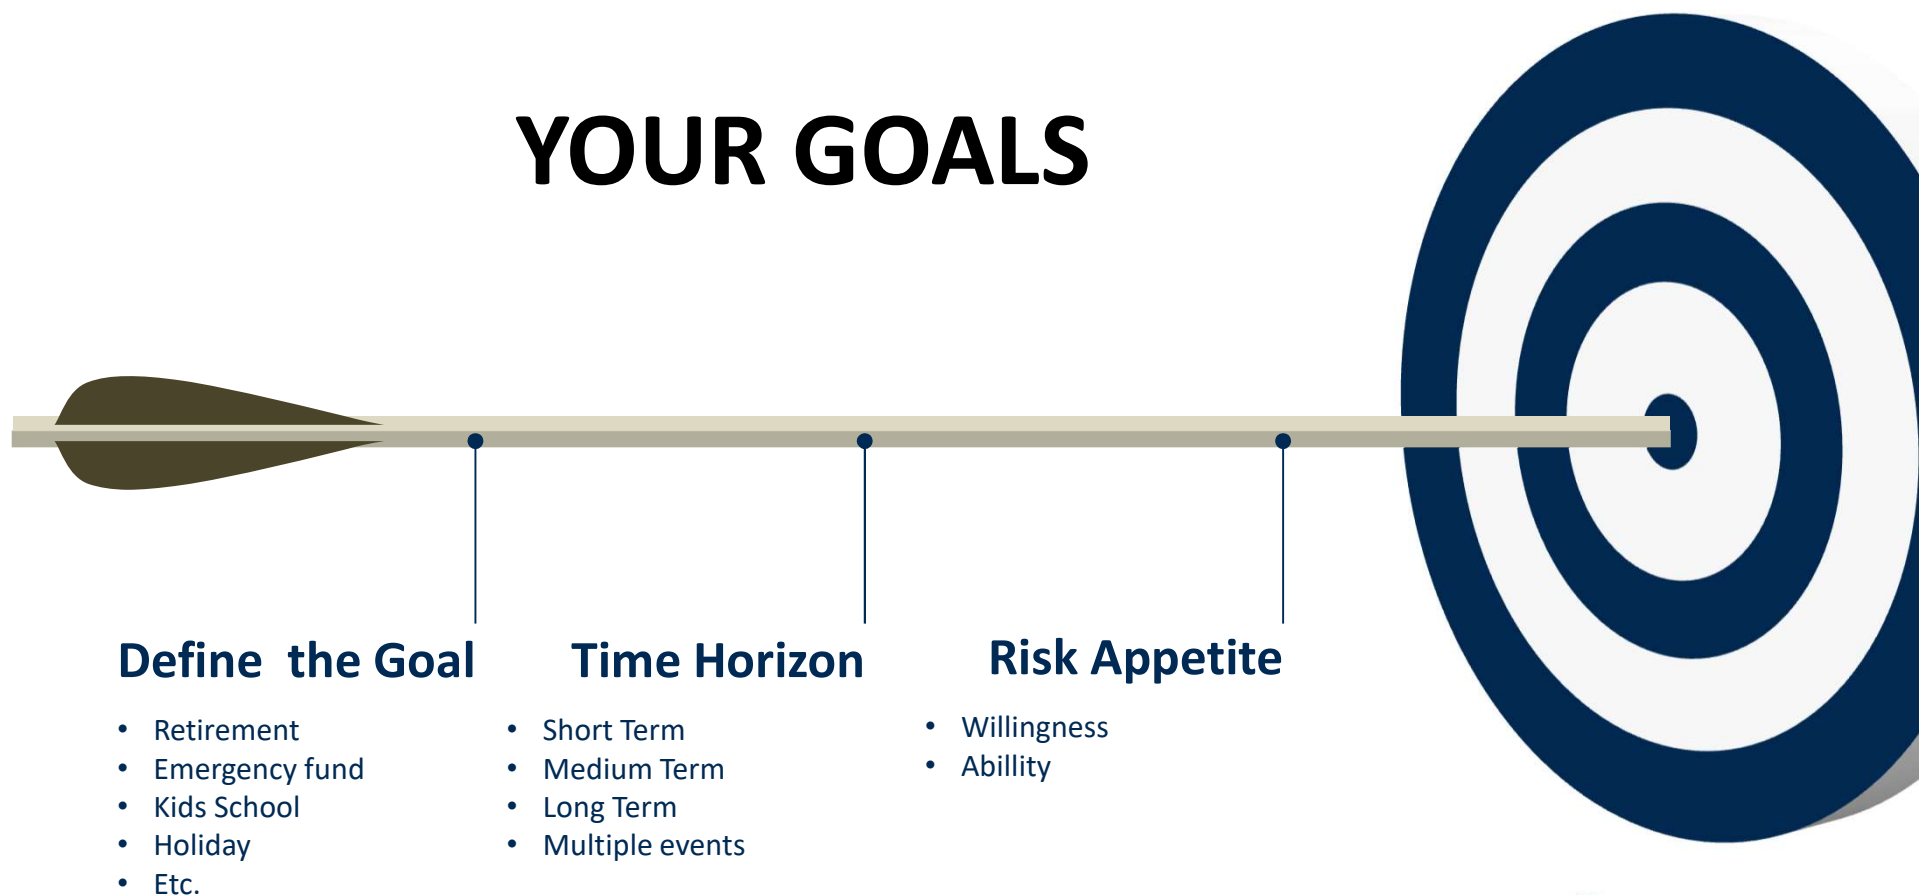 YOUR GOALS
Define  the Goal
• Retirement
• Emergency fund
• Kids School
• Holiday
• Etc.
Time Horizon
• Short Term
• Medium Term
• Long Term
• Multiple events
Risk Appetite
• Willingness
• Abillity